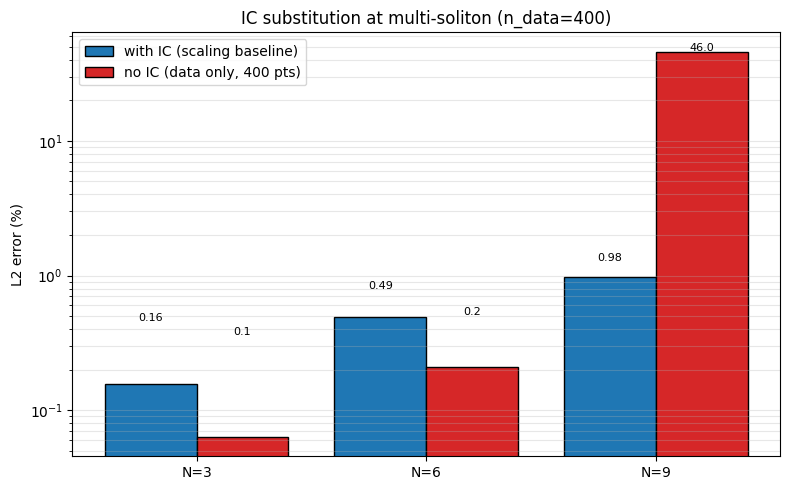 IC substitution at multi-soliton (n_data=400)
with IC (scaling baseline)
no IC (data only, 400 pts)
L2 error (%)
10¹
10⁰
10⁻¹
0.16
0.1
0.49
0.2
0.98
46.0
N=3
N=6
N=9